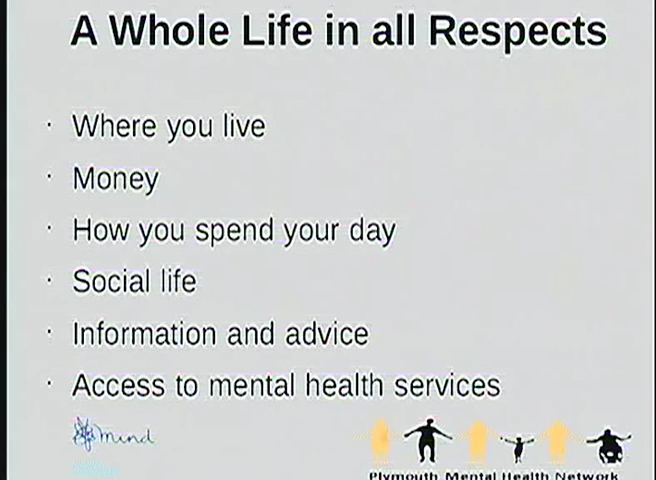 A Whole Life in all Respects
· Where you live
· Money
· How you spend your day
· Social life
· Information and advice
· Access to mental health services
mind
Plymouth Mental Health Network